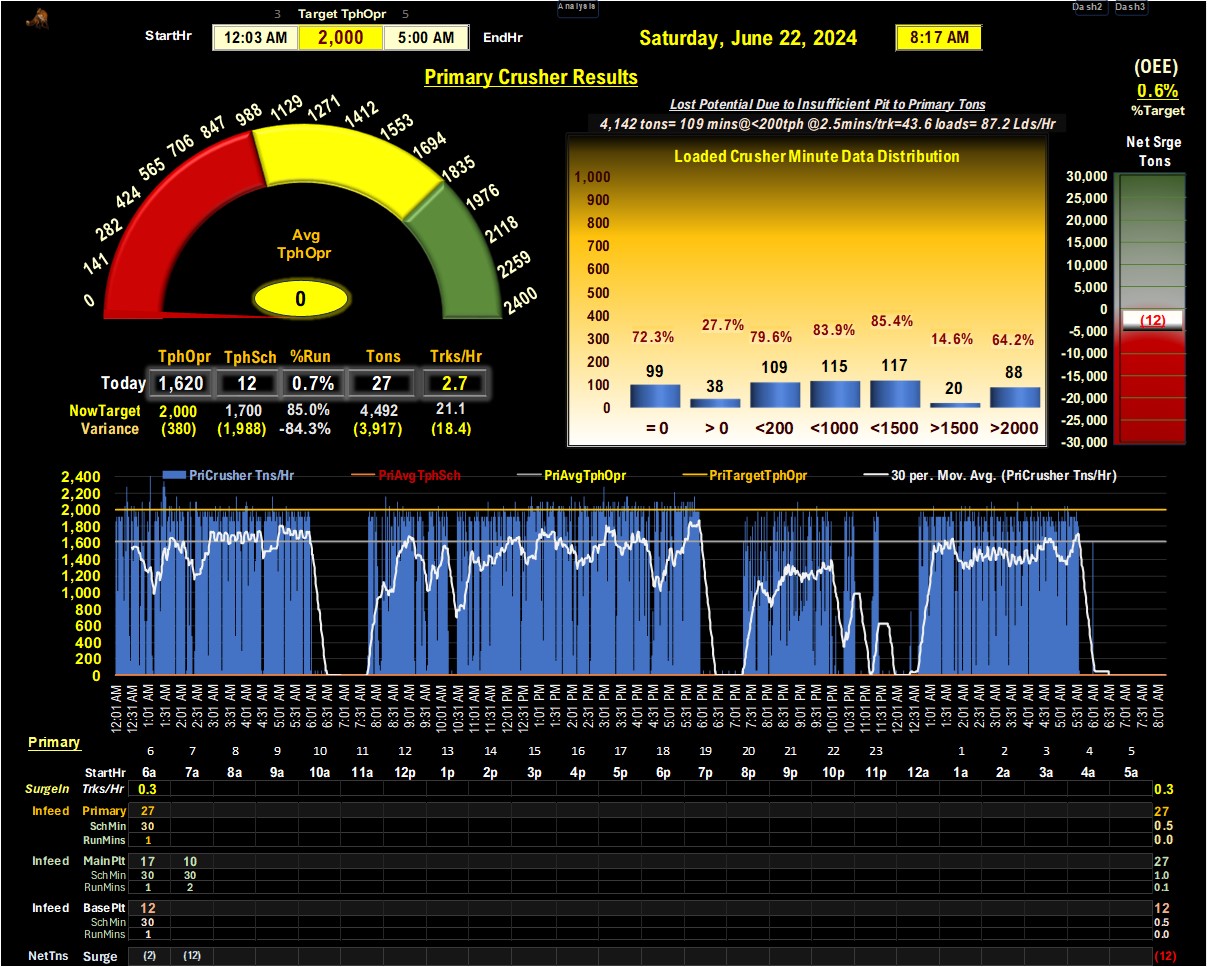 Analysis
Dash2 Dash3
3 Target TphOpr 5
StartHr 12:03 AM 2,000 5:00 AM EndHr
Saturday, June 22, 2024 8:17 AM
Primary Crusher Results
(OEE)
0.6%
%Target
Lost Potential Due to Insufficient Pit to Primary Tons
4,142 tons= 109 mins@<200tph @2.5mins/trk=43.6 loads= 87.2 Lds/Hr
0 141 282 424 565 706 847 988 1129 1271 1412 1553 1694 1835 1976 2118 2259 2400
Avg
TphOpr
0
Loaded Crusher Minute Data Distribution
1,000
900
800
700
600
500
400
300
200
100
0
72.3% 27.7% 79.6% 83.9% 85.4% 14.6% 64.2%
99 38 109 115 117 20 88
= 0 > 0 <200 <1000 <1500 >1500 >2000
Net Srge
Tons
30,000
25,000
20,000
15,000
10,000
5,000
0
(12)
-5,000
-10,000
-15,000
-20,000
-25,000
-30,000
TphOpr TphSch %Run Tons Trks/Hr
Today 1,620 12 0.7% 27 2.7
NowTarget 2,000 1,700 85.0% 4,492 21.1
Variance (380) (1,988) -84.3% (3,917) (18.4)
PriCrusher Tns/Hr PriAvgTphSch PriAvgTphOpr PriTargetTphOpr 30 per. Mov. Avg. (PriCrusher Tns/Hr)
2,400
2,200
2,000
1,800
1,600
1,400
1,200
1,000
800
600
400
200
0
12:01 AM 12:31 AM 1:01 AM 1:31 AM 2:01 AM 2:31 AM 3:01 AM 3:31 AM 4:01 AM 4:31 AM 5:01 AM 5:31 AM 6:01 AM 6:31 AM 7:01 AM 7:31 AM 8:01 AM 8:31 AM 9:01 AM 9:31 AM 10:01 AM 10:31 AM 11:01 AM 11:31 AM 12:01 PM 12:31 PM 1:01 PM 1:31 PM 2:01 PM 2:31 PM 3:01 PM 3:31 PM 4:01 PM 4:31 PM 5:01 PM 5:31 PM 6:01 PM 6:31 PM 7:01 PM 7:31 PM 8:01 PM 8:31 PM 9:01 PM 9:31 PM 10:01 PM 10:31 PM 11:01 PM 11:31 PM 12:01 AM 12:31 AM 1:01 AM 1:31 AM 2:01 AM 2:31 AM 3:01 AM 3:31 AM 4:01 AM 4:31 AM 5:01 AM 5:31 AM 6:01 AM 6:31 AM 7:01 AM 7:31 AM 8:01 AM
Primary
6 7 8 9 10 11 12 13 14 15 16 17 18 19 20 21 22 23 1 2 3 4 5
StartHr 6a 7a 8a 9a 10a 11a 12p 1p 2p 3p 4p 5p 6p 7p 8p 9p 10p 11p 12a 1a 2a 3a 4a 5a
SurgeIn Trks/Hr 0.3 0.3
Infeed Primary 27 27
SchMin 30 0.5
RunMins 1 0.0
Infeed MainPlt 17 10 27
SchMin 30 30 1.0
RunMins 1 2 0.1
Infeed BasePlt 12 12
SchMin 30 0.5
RunMins 1 0.0
NetTns Surge (2) (12) (12)